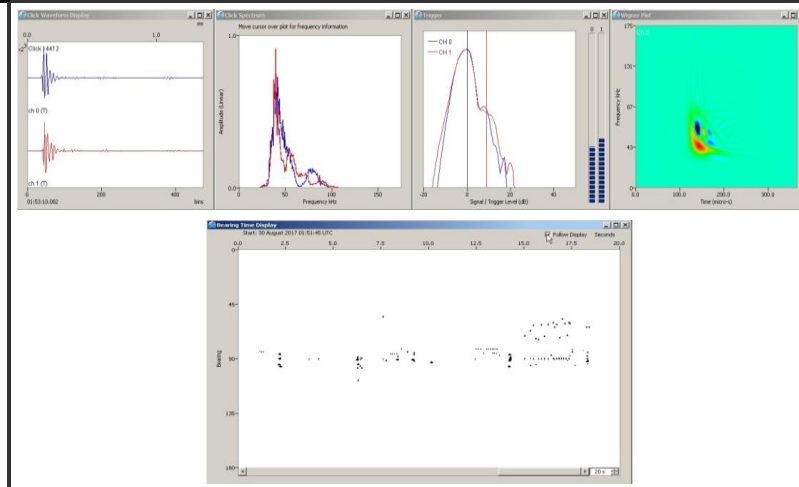 Click Waveform Display
ms
0.0 1.0
Click 14412
ch 0 (T)
ch 1 (T)
0 200 400
bins
Click Spectrum
Move cursor over plot for frequency information
1.0
Amplitude (Linear)
0.0
0 50 100 150
Frequency kHz
Trigger
0 1
CH 0
CH 1
-20 0 20 40
Signal / Trigger Level (dB)
Wigner Plot
Frequency kHz
175
131
87
43
0.0 100.0 200.0 300.0
Time (micro-s)
Bearing Time Display
Start: 30 August 2017 01:51:45 UTC
Follow Display Seconds
0.0 2.5 5.0 7.5 10.0 12.5 15.0 17.5 20.0
Bearing
0
45
90
135
180
20 s